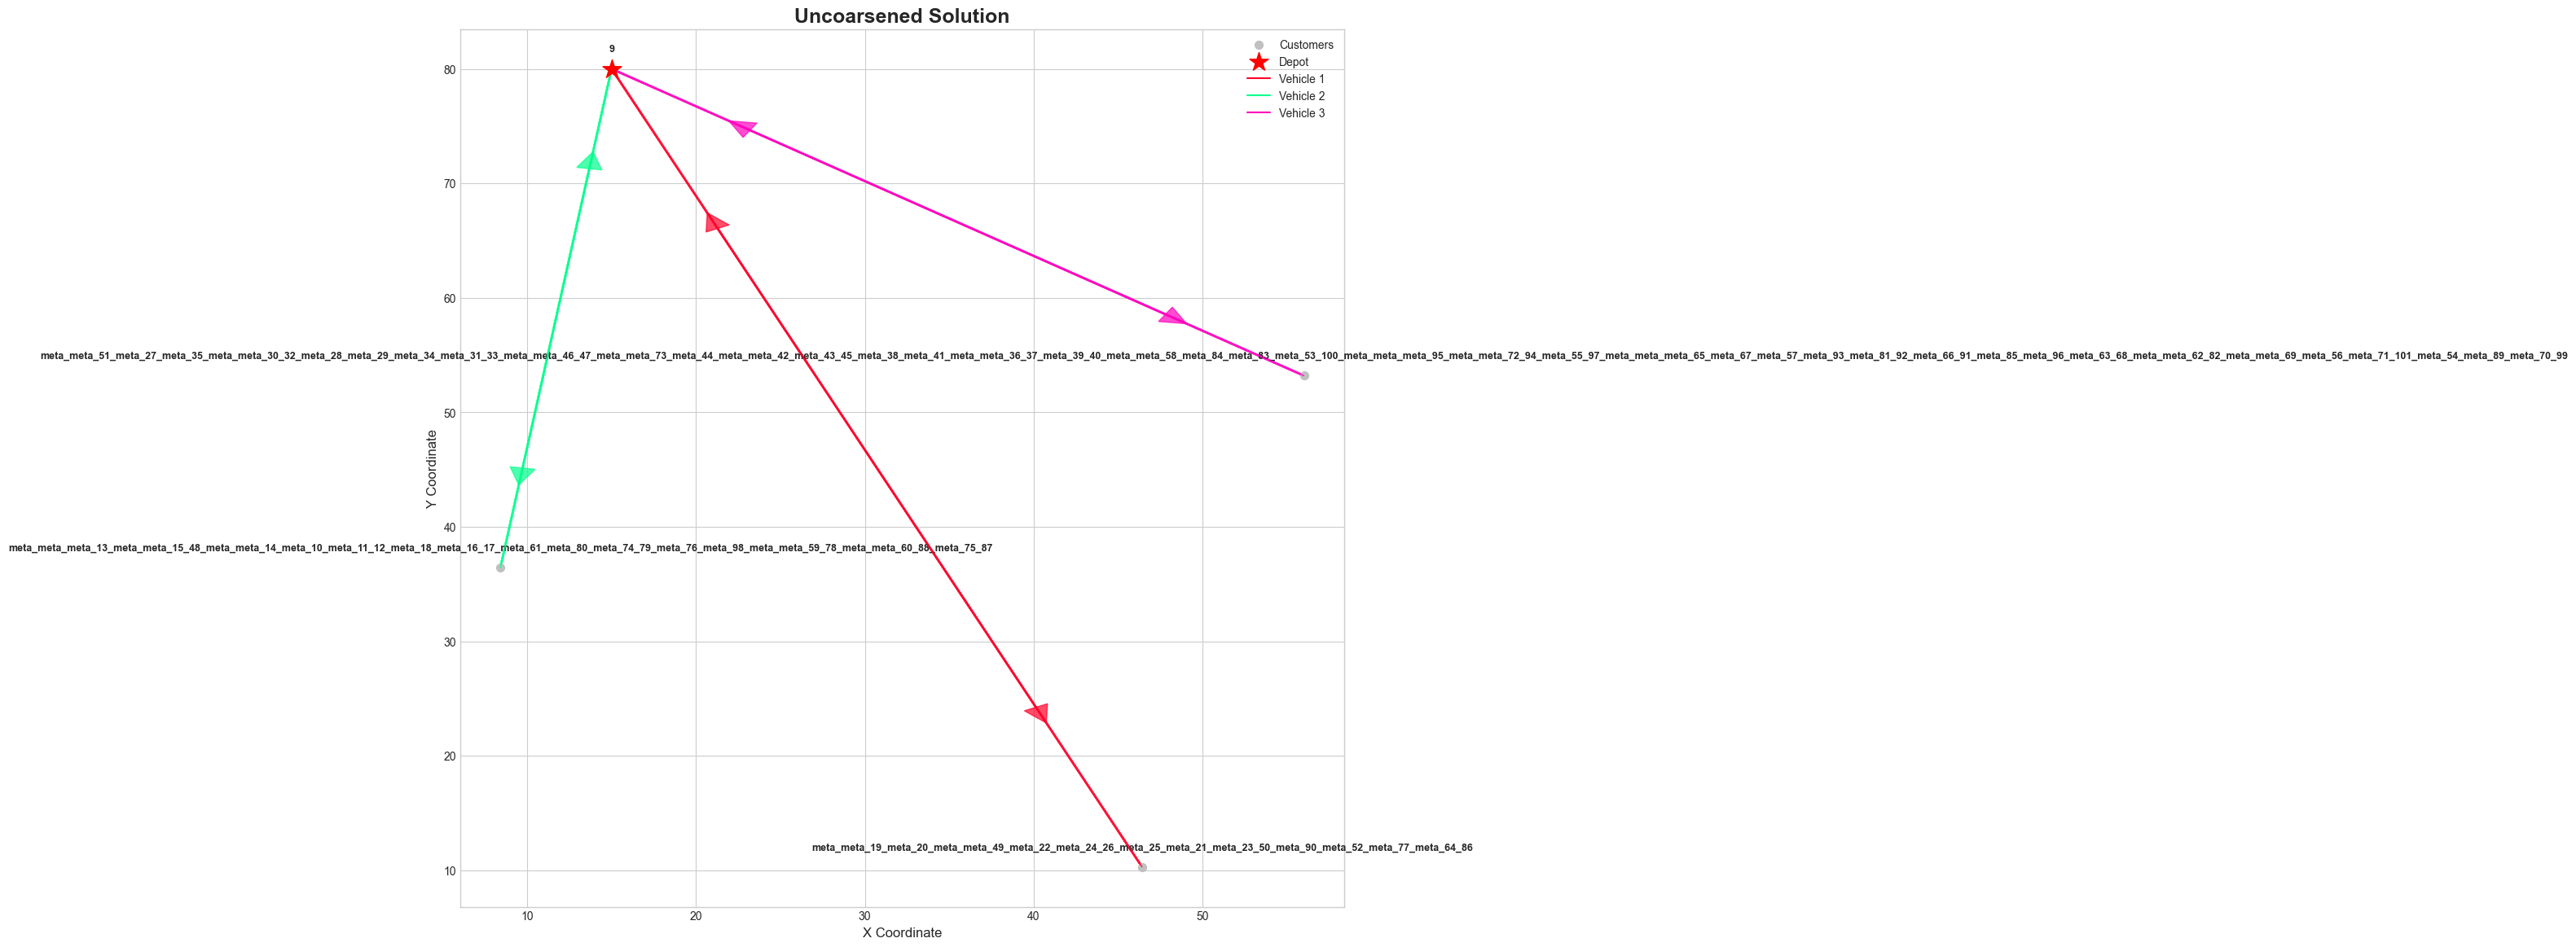 Uncoarsened Solution
9
Customers
Depot
Vehicle 1
Vehicle 2
Vehicle 3
80
70
60
meta_meta_51_meta_27_meta_35_meta_meta_30_32_meta_28_meta_29_meta_34_meta_31_33_meta_meta_46_47_meta_meta_73_meta_44_meta_meta_42_meta_43_45_meta_38_meta_41_meta_meta_36_37_meta_39_40_meta_meta_58_meta_84_meta_83_meta_53_100_meta_meta_meta_95_meta_meta_72_94_meta_55_97_meta_meta_meta_65_meta_67_meta_57_meta_93_meta_81_92_meta_66_91_meta_85_meta_96_meta_63_68_meta_meta_62_82_meta_meta_69_meta_56_meta_71_101_meta_54_meta_89_meta_70_99
50
Y Coordinate
40
meta_meta_meta_13_meta_meta_15_48_meta_meta_14_meta_10_meta_11_12_meta_18_meta_16_17_meta_61_meta_80_meta_74_79_meta_76_meta_98_meta_meta_59_78_meta_meta_60_88_meta_75_87
30
20
meta_meta_19_meta_20_meta_meta_49_meta_22_meta_24_26_meta_25_meta_21_meta_23_50_meta_90_meta_52_meta_77_meta_64_86
10
10
20
30
40
50
X Coordinate